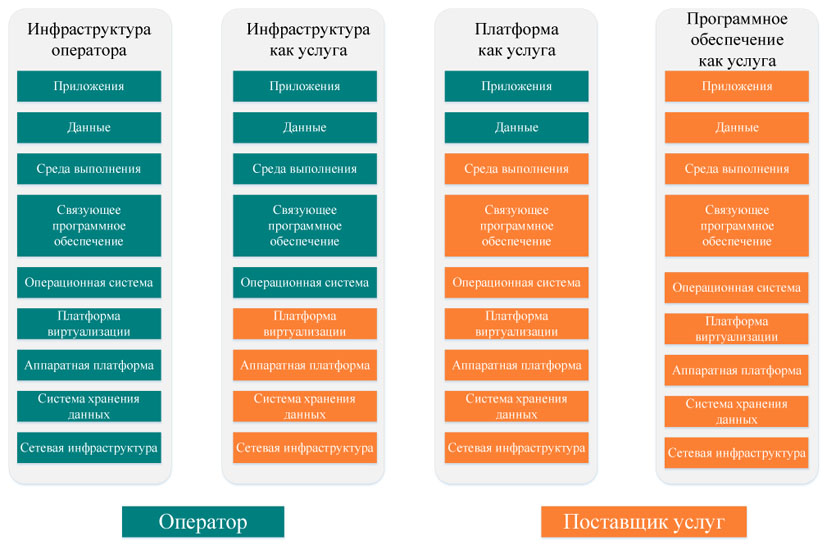 Инфраструктура
оператора
Приложения
Данные
Среда выполнения
Связующее
программное
обеспечение
Операционная система
Платформа
виртуализации
Аппаратная платформа
Система хранения
данных
Сетевая инфраструктура
Инфраструктура
как услуга
Приложения
Данные
Среда выполнения
Связующее
программное
обеспечение
Операционная система
Платформа
виртуализации
Аппаратная платформа
Система хранения
данных
Сетевая инфраструктура
Платформа
как услуга
Приложения
Данные
Среда выполнения
Связующее
программное
обеспечение
Операционная система
Платформа
виртуализации
Аппаратная платформа
Система хранения
данных
Сетевая инфраструктура
Программное
обеспечение
как услуга
Приложения
Данные
Среда выполнения
Связующее
программное
обеспечение
Операционная система
Платформа
виртуализации
Аппаратная платформа
Система хранения
данных
Сетевая инфраструктура
Оператор
Поставщик услуг